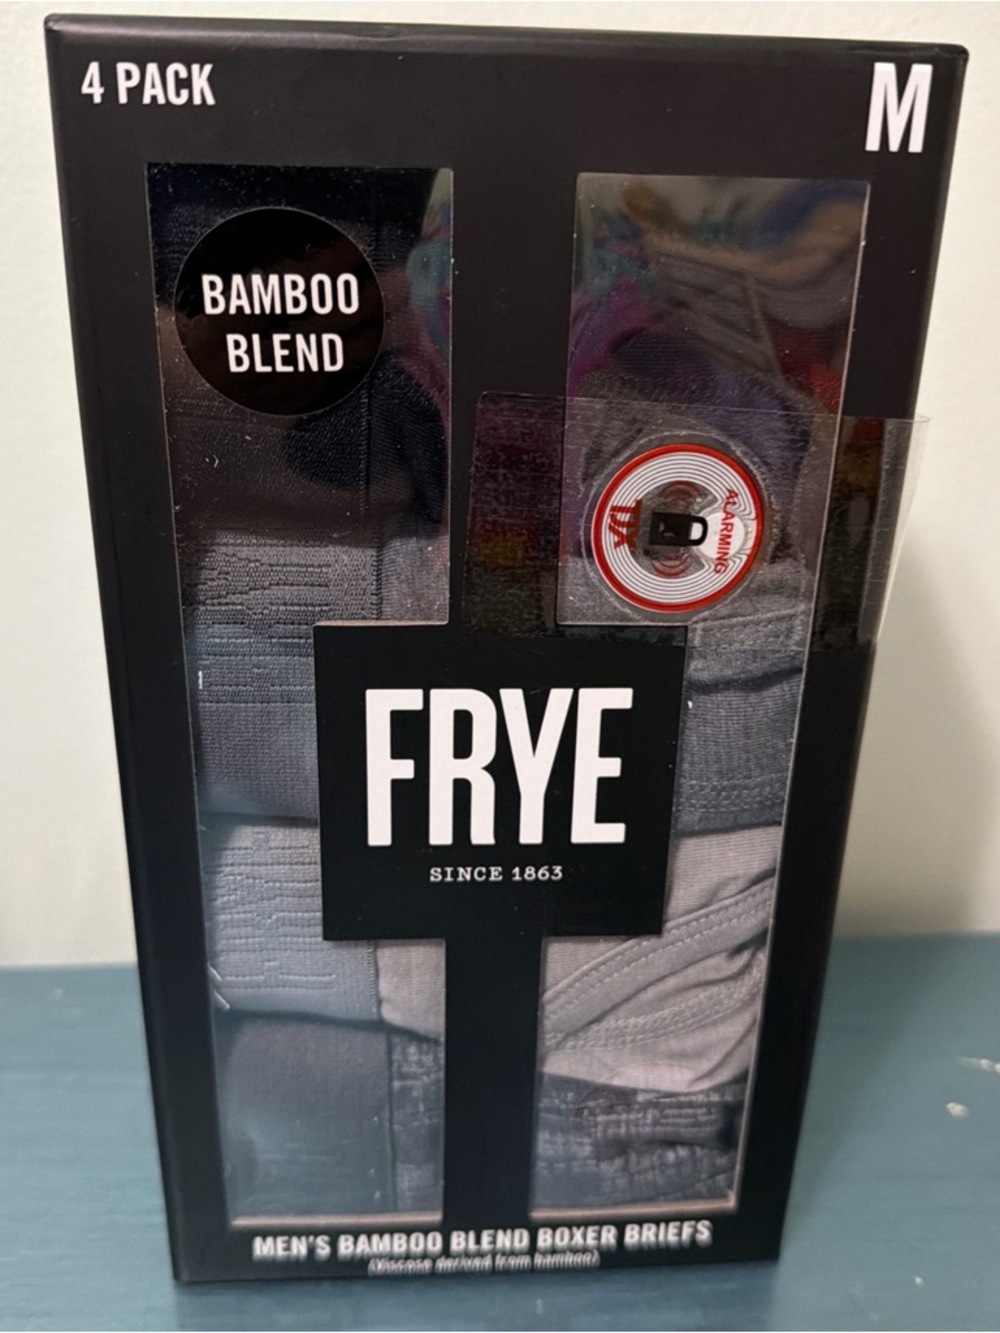 4 PACK
M
BAMBOO
BLEND
ALARMING
TJX
FRYE
SINCE 1863
MEN'S BAMBOO BLEND BOXER BRIEFS
(Viscose derived from bamboo)